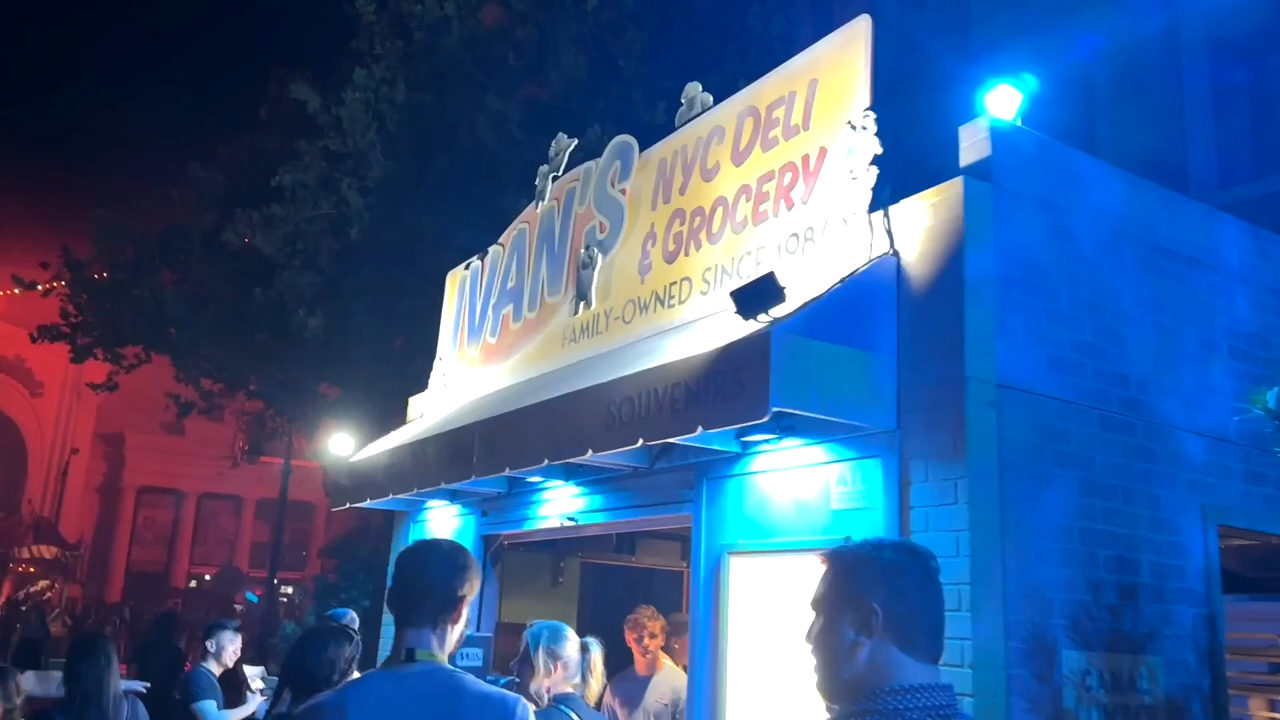 IVAN'S
NYC DELI
& GROCERY
FAMILY-OWNED SINCE
SOUVENIRS